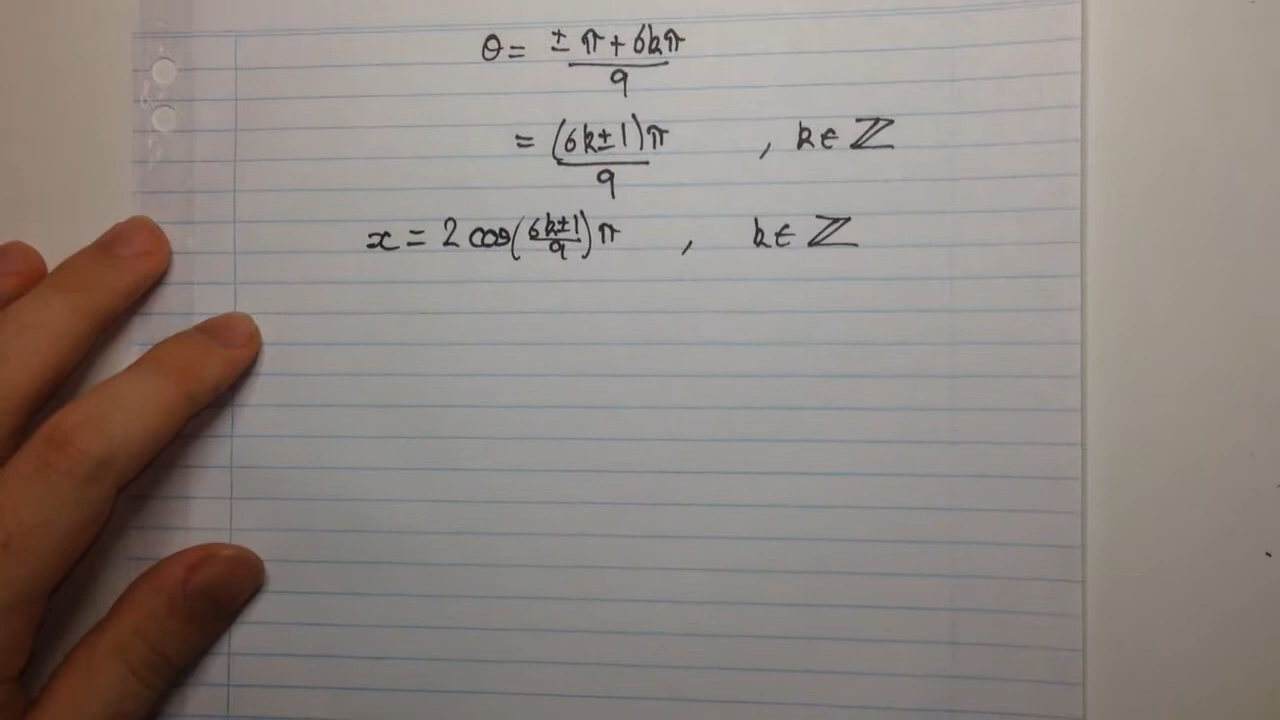 θ = ± π + 6kπ / 9
= (6k±1)π / 9 , k ∈ ℤ
x = 2 cos(6k±1 / 9)π , k ∈ ℤ